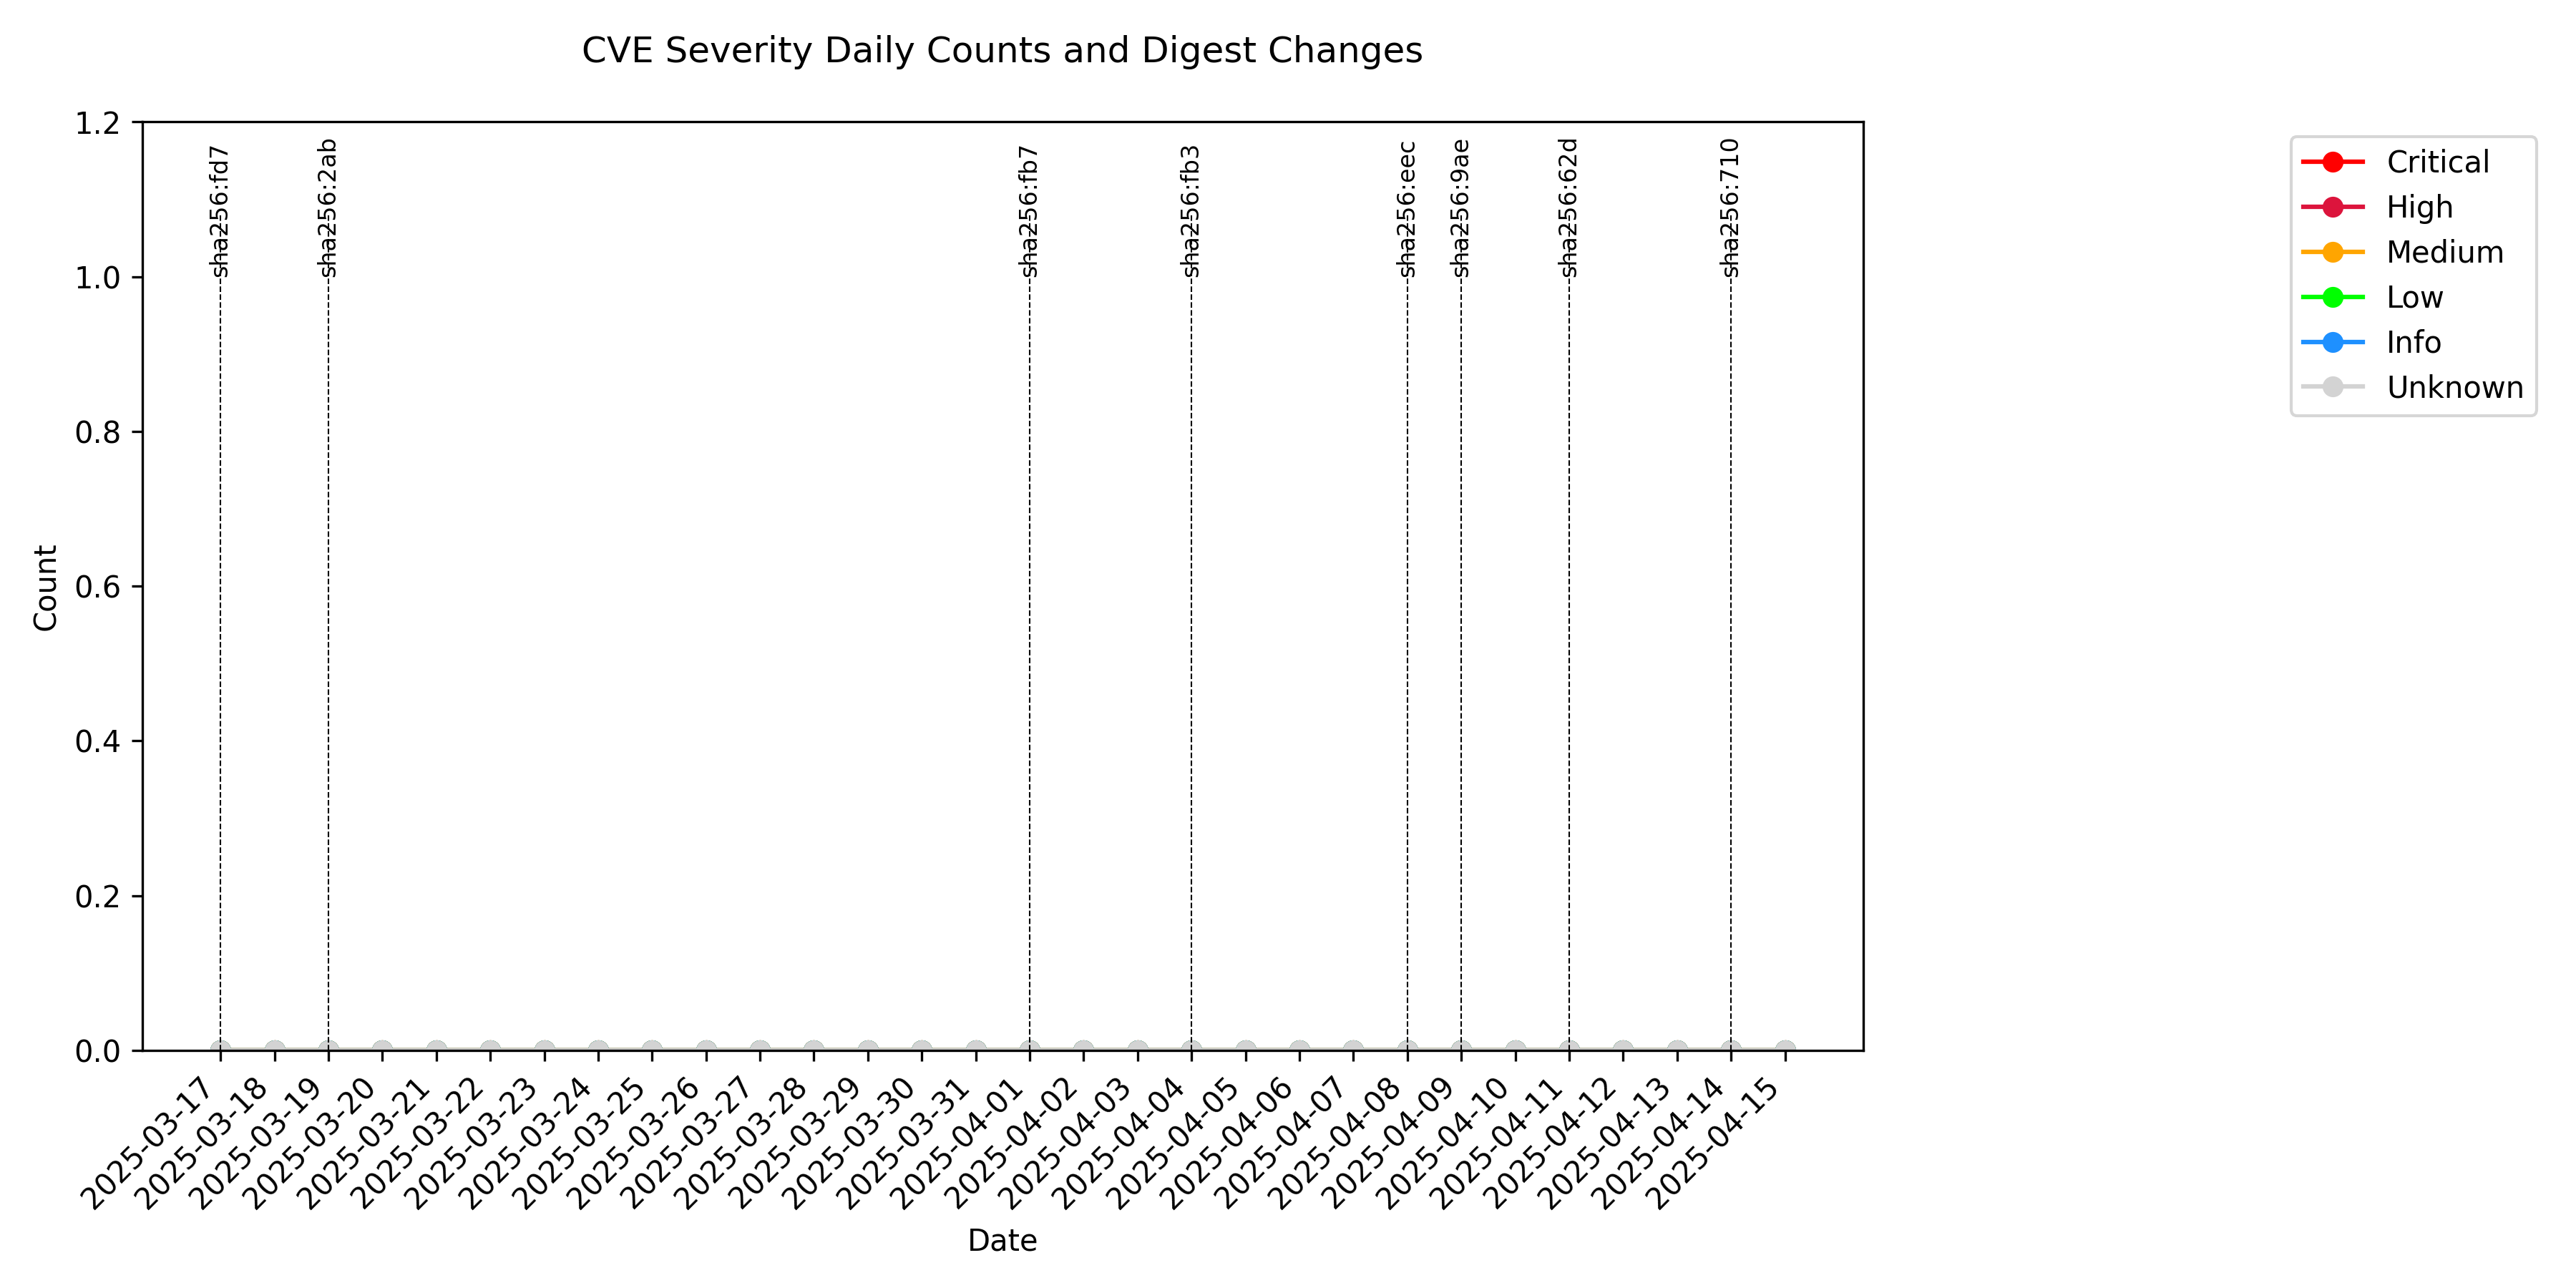 CVE Severity Daily Counts and Digest Changes
1.2
1.0
0.8
0.6
0.4
0.2
0.0
Count
sha256:fd7
sha256:2ab
sha256:fb7
sha256:fb3
sha256:eec
sha256:9ae
sha256:62d
sha256:710
Critical
High
Medium
Low
Info
Unknown
2025-03-17
2025-03-18
2025-03-19
2025-03-20
2025-03-21
2025-03-22
2025-03-23
2025-03-24
2025-03-25
2025-03-26
2025-03-27
2025-03-28
2025-03-29
2025-03-30
2025-03-31
2025-04-01
2025-04-02
2025-04-03
2025-04-04
2025-04-05
2025-04-06
2025-04-07
2025-04-08
2025-04-09
2025-04-10
2025-04-11
2025-04-12
2025-04-13
2025-04-14
2025-04-15
Date